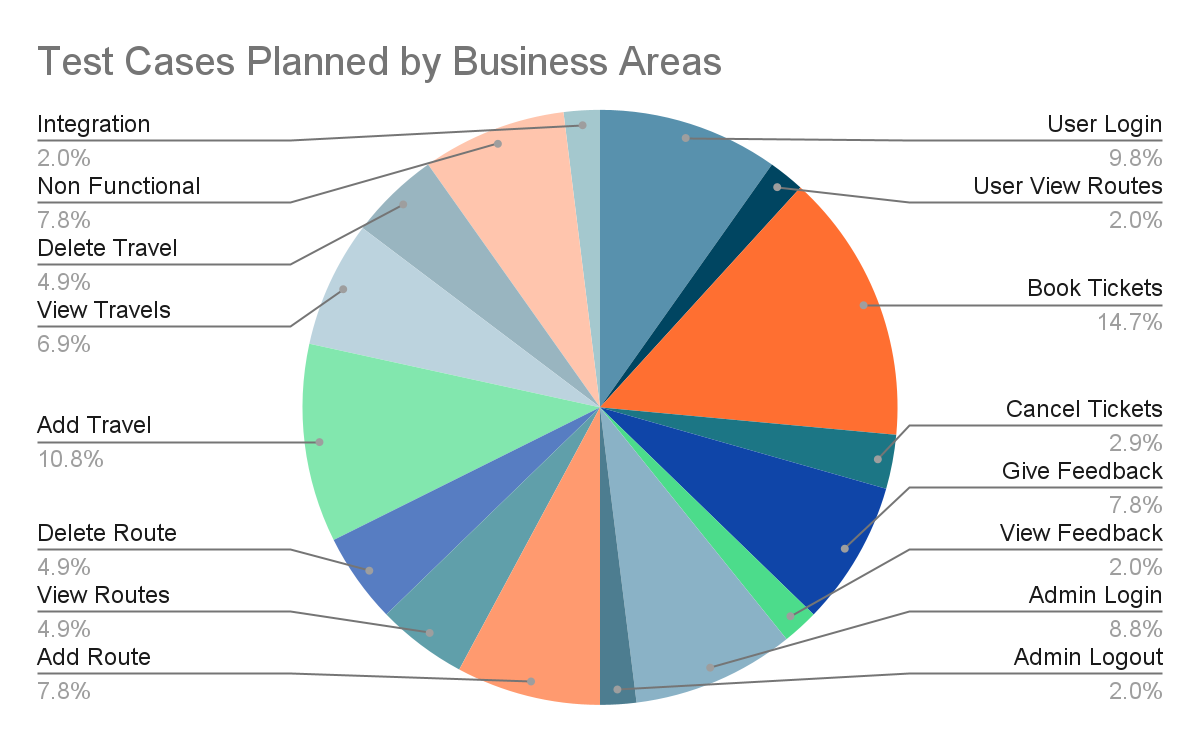 Test Cases Planned by Business Areas
Integration
2.0%
Non Functional
7.8%
Delete Travel
4.9%
View Travels
6.9%
Add Travel
10.8%
Delete Route
4.9%
View Routes
4.9%
Add Route
7.8%
User Login
9.8%
User View Routes
2.0%
Book Tickets
14.7%
Cancel Tickets
2.9%
Give Feedback
7.8%
View Feedback
2.0%
Admin Login
8.8%
Admin Logout
2.0%